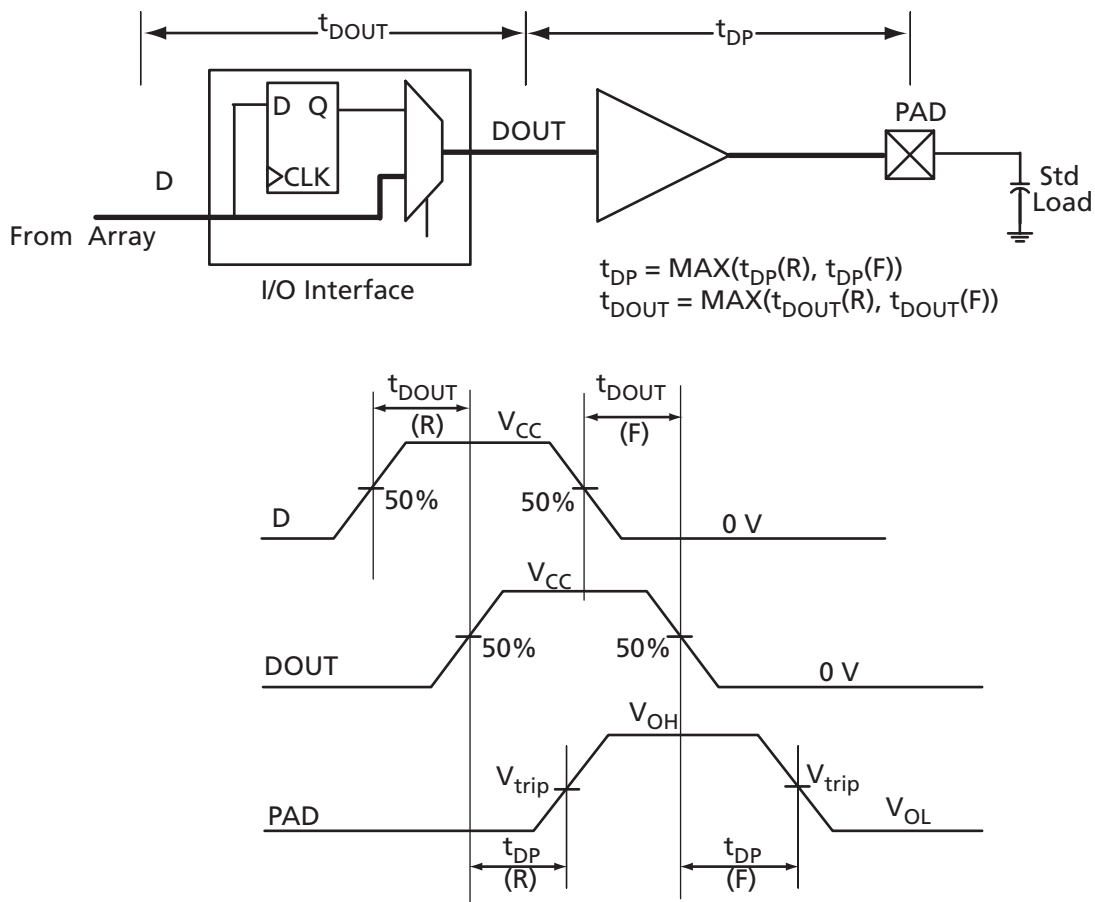 tDOUT
tDP
D Q
CLK
D
From Array
I/O Interface
DOUT
PAD
Std
Load
tDP = MAX(tDP(R), tDP(F))
tDOUT = MAX(tDOUT(R), tDOUT(F))
tDOUT
(R)
VCC
tDOUT
(F)
50%
50%
D
0 V
VCC
50%
50%
DOUT
0 V
VOH
Vtrip
Vtrip
PAD
VOL
tDP
(R)
tDP
(F)